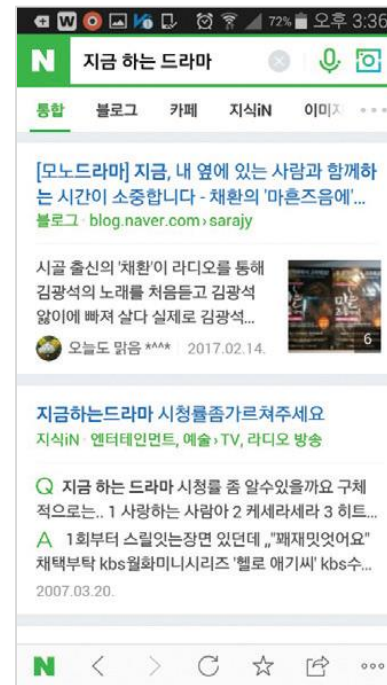 72% 오후 3:36
N 지금 하는 드라마
통합 블로그 카페 지식iN 이미지
[모노드라마] 지금, 내 옆에 있는 사람과 함께하
는 시간이 소중합니다 - 채환의 '마흔즈음에'...
블로그 · blog.naver.com › sarajy
시골 출신의 '채환'이 라디오를 통해
김광석의 노래를 처음듣고 김광석
앓이에 빠져 살다 실제로 김광석...
6
오늘도 맑음 *^^* 2017.02.14.
지금하는드라마 시청률좀가르쳐주세요
지식iN · 엔터테인먼트, 예술 › TV, 라디오 방송
Q 지금 하는 드라마 시청률 좀 알수있을까요 구체
적으로는.. 1 사랑하는 사람아 2 케세라세라 3 히트...
A 1회부터 스릴잇는장면 있던데 „"꽤재밋엇어요"
채택부탁 kbs월화미니시리즈 '헬로 애기씨' kbs수...
2007.03.20.
N